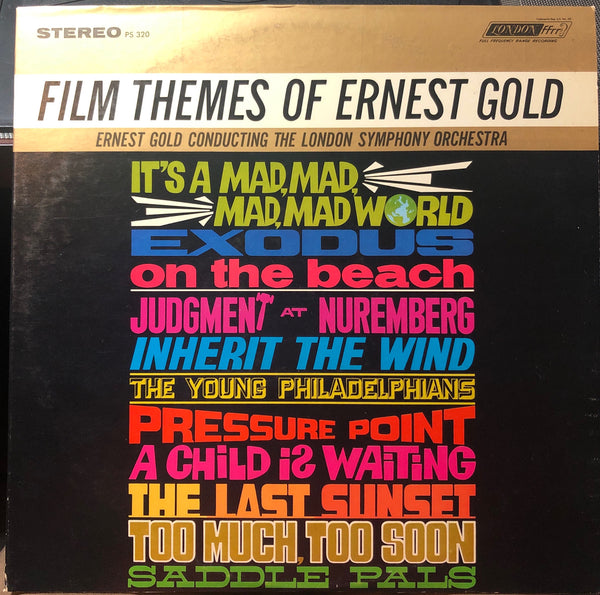 STEREO PS 320
LONDON ffrr
FULL FREQUENCY RANGE RECORDING
FILM THEMES OF ERNEST GOLD
ERNEST GOLD CONDUCTING THE LONDON SYMPHONY ORCHESTRA
IT'S A MAD, MAD,
MAD, MAD WORLD
EXODUS
on the beach
JUDGMENT AT NUREMBERG
INHERIT THE WIND
THE YOUNG PHILADELPHIANS
PRESSURE POINT
A CHILD iS WAiTiNG
THE LAST SUNSET
TOO MUCH, TOO SOON
SADDLE PALS